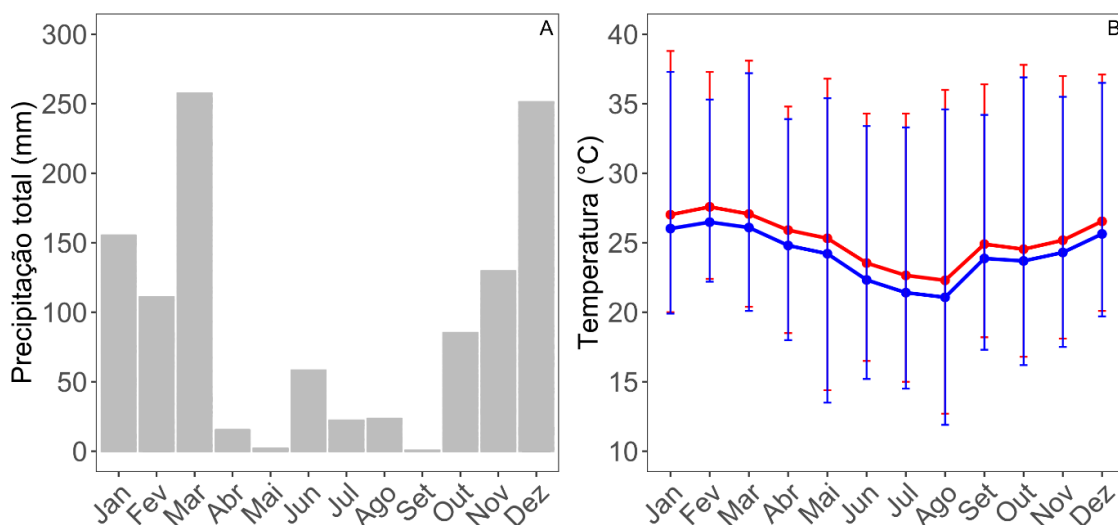 A
Precipitação total (mm)
300
250
200
150
100
50
0
Jan Fev Mar Abr Mai Jun Jul Ago Set Out Nov Dez
B
Temperatura (°C)
40
35
30
25
20
15
10
Jan Fev Mar Abr Mai Jun Jul Ago Set Out Nov Dez